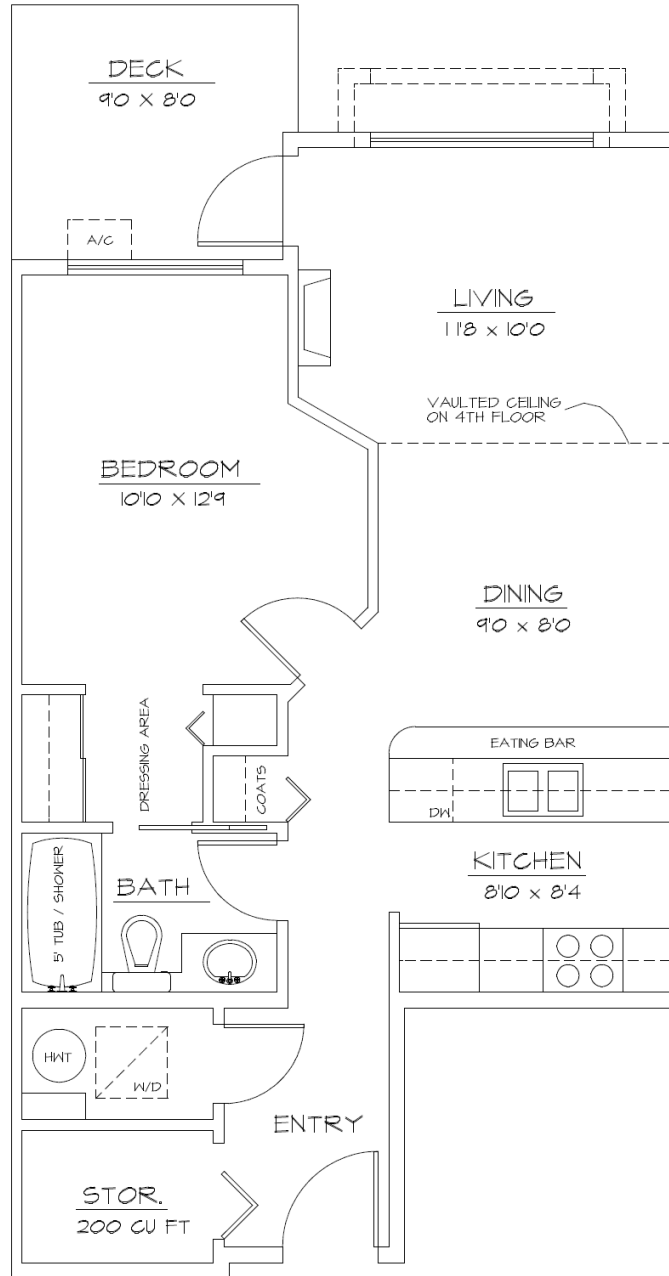 DECK
9'0 X 8'0
A/C
LIVING
11'8 x 10'0
VAULTED CEILING
ON 4TH FLOOR
BEDROOM
10'10 X 12'9
DINING
9'0 x 8'0
DRESSING AREA
COATS
EATING BAR
DW
KITCHEN
8'10 x 8'4
5' TUB / SHOWER
BATH
HWT
W/D
ENTRY
STOR.
200 CU FT